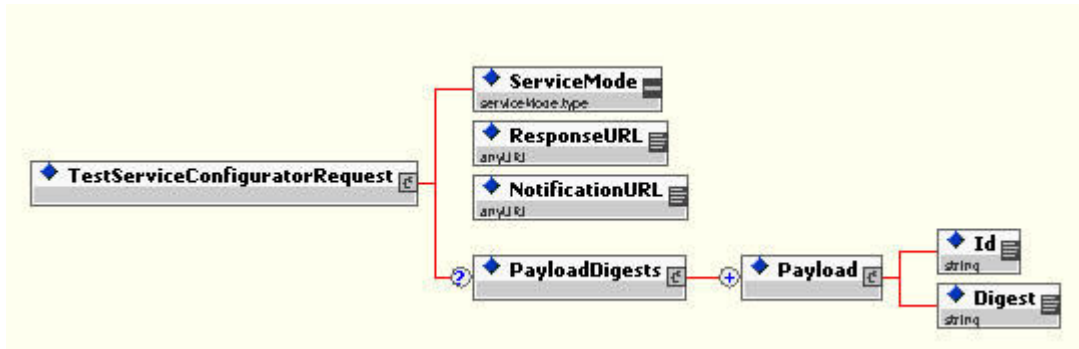 ServiceMode
serviceMode.type
ResponseURL
anyURI
TestServiceConfiguratorRequest
NotificationURL
anyURI
? PayloadDigests
+ Payload
Id
string
Digest
string